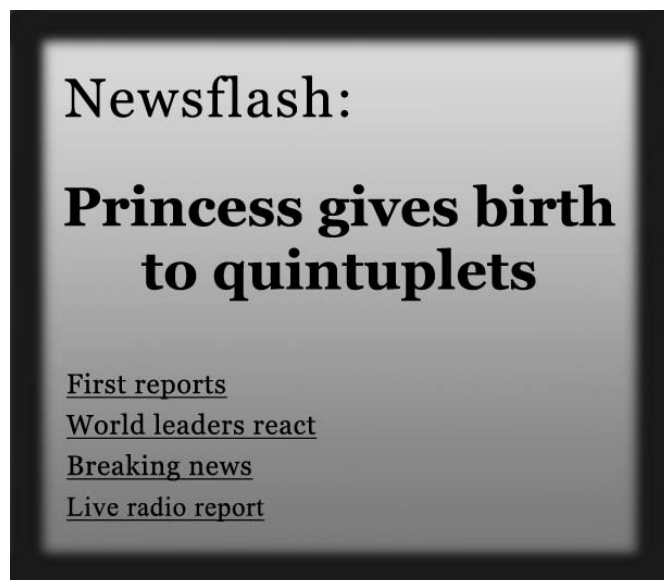 Newsflash:
Princess gives birth
to quintuplets
First reports
World leaders react
Breaking news
Live radio report